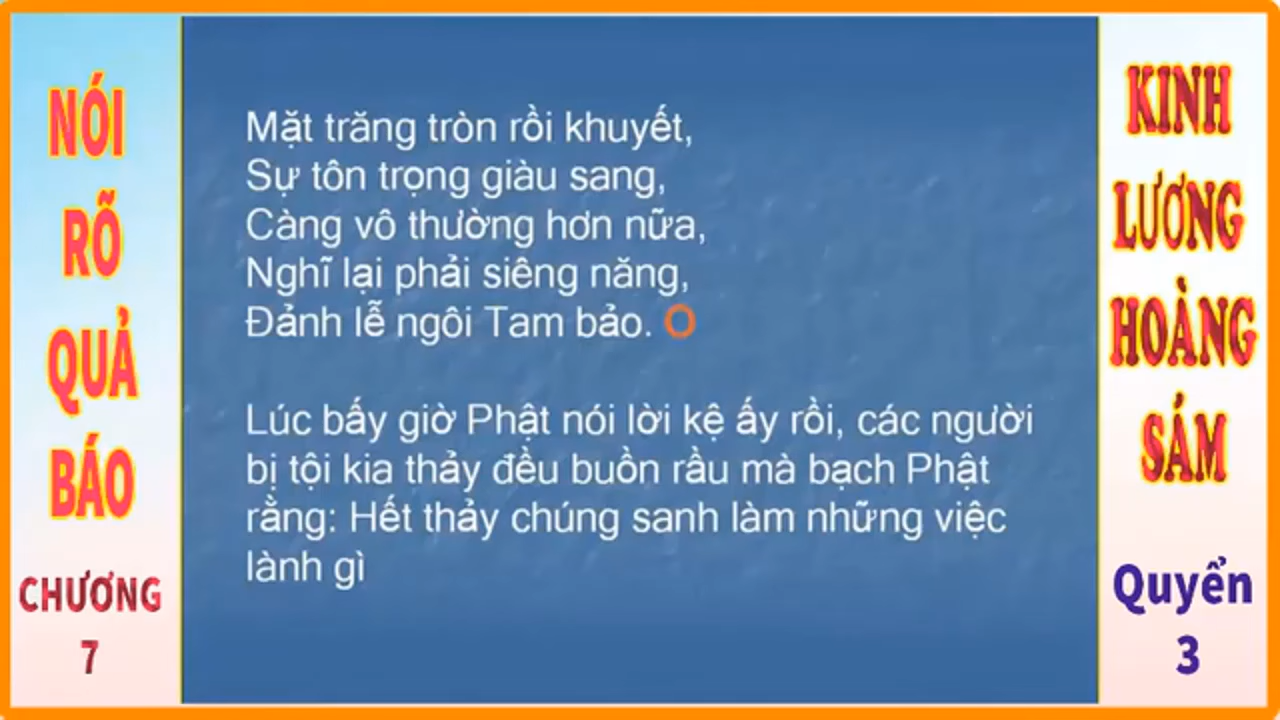 NÓI
RÕ
QUẢ
BÁO
CHƯƠNG
7
Mặt trăng tròn rồi khuyết,
Sự tôn trọng giàu sang,
Càng vô thường hơn nữa,
Nghĩ lại phải siêng năng,
Đảnh lễ ngôi Tam bảo. O
Lúc bấy giờ Phật nói lời kệ ấy rồi, các người
bị tội kia thảy đều buồn rầu mà bạch Phật
rằng: Hết thảy chúng sanh làm những việc
lành gì
KINH
LƯƠNG
HOÀNG
SÁM
Quyển
3